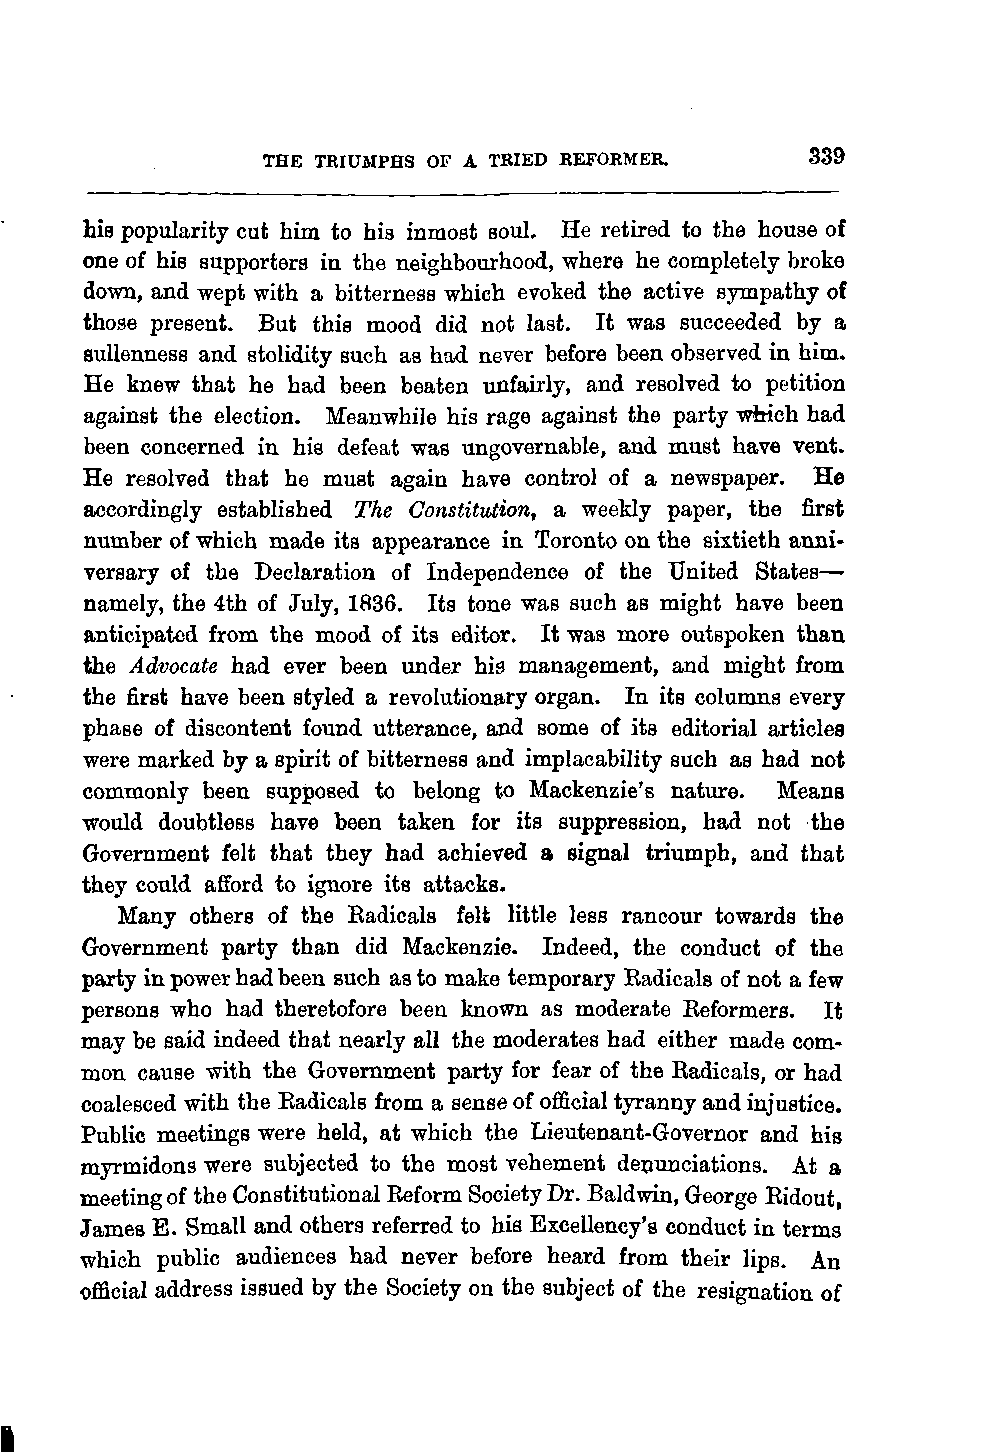 THE TRIUMPHS OF A TRIED REFORMER. 339
his popularity cut him to his inmost soul. He retired to the house of
one of his supporters in the neighbourhood, where he completely broke
down, and wept with a bitterness which evoked the active sympathy of
those present. But this mood did not last. It was succeeded by a
sullenness and stolidity such as had never before been observed in him.
He knew that he had been beaten unfairly, and resolved to petition
against the election. Meanwhile his rage against the party which had
been concerned in his defeat was ungovernable, and must have vent.
He resolved that he must again have control of a newspaper. He
accordingly established The Constitution, a weekly paper, the first
number of which made its appearance in Toronto on the sixtieth anni-
versary of the Declaration of Independence of the United States—
namely, the 4th of July, 1836. Its tone was such as might have been
anticipated from the mood of its editor. It was more outspoken than
the Advocate had ever been under his management, and might from
the first have been styled a revolutionary organ. In its columns every
phase of discontent found utterance, and some of its editorial articles
were marked by a spirit of bitterness and implacability such as had not
commonly been supposed to belong to Mackenzie's nature. Means
would doubtless have been taken for its suppression, had not the
Government felt that they had achieved a signal triumph, and that
they could afford to ignore its attacks.
Many others of the Radicals felt little less rancour towards the
Government party than did Mackenzie. Indeed, the conduct of the
party in power had been such as to make temporary Radicals of not a few
persons who had theretofore been known as moderate Reformers. It
may be said indeed that nearly all the moderates had either made com-
mon cause with the Government party for fear of the Radicals, or had
coalesced with the Radicals from a sense of official tyranny and injustice.
Public meetings were held, at which the Lieutenant-Governor and his
myrmidons were subjected to the most vehement denunciations. At a
meeting of the Constitutional Reform Society Dr. Baldwin, George Ridout,
James E. Small and others referred to his Excellency's conduct in terms
which public audiences had never before heard from their lips. An
official address issued by the Society on the subject of the resignation of